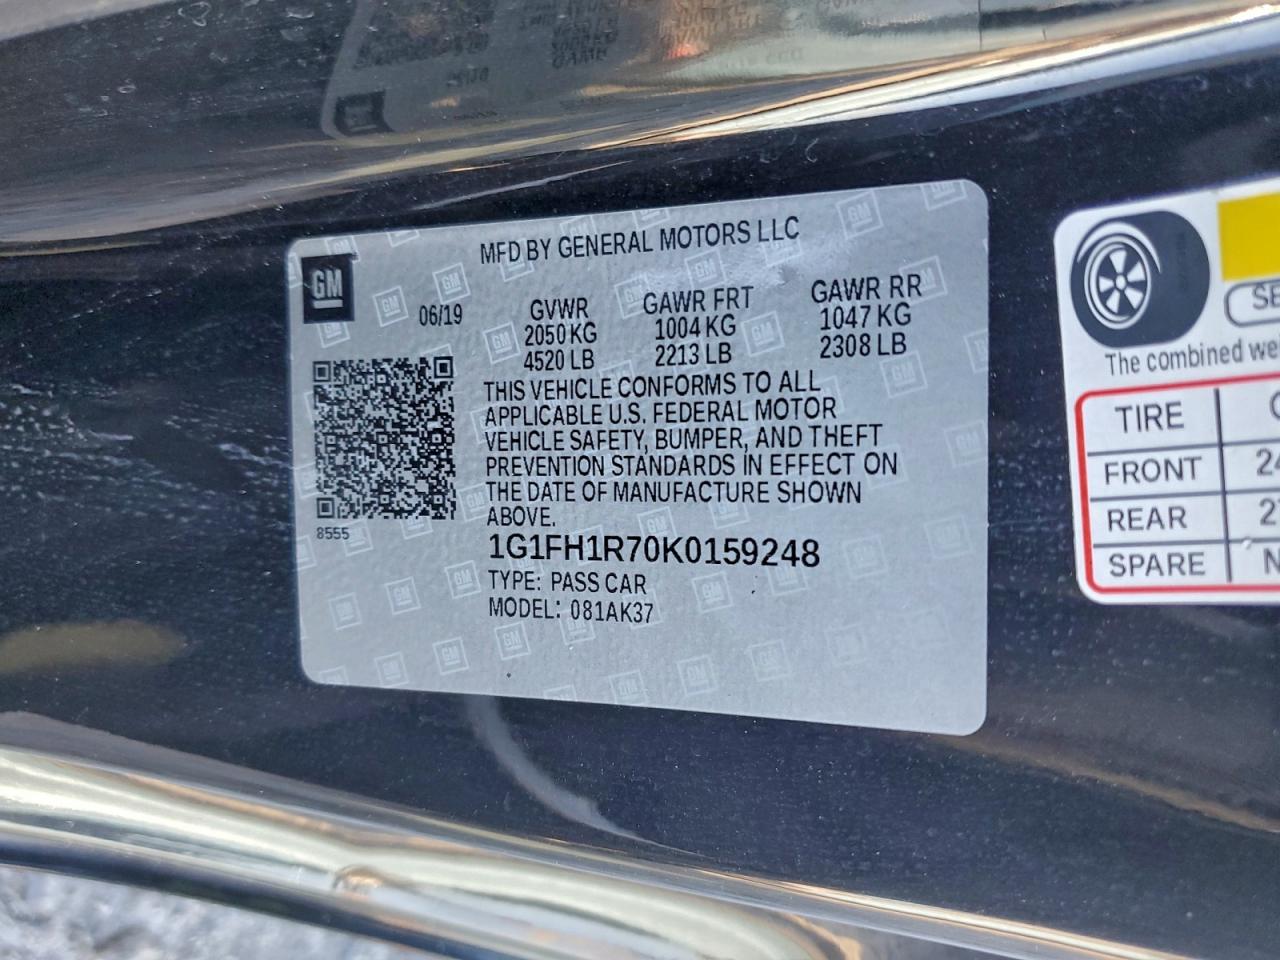 MFD BY GENERAL MOTORS LLC
GM
06/19
GVWR GAWR FRT GAWR RR
2050 KG 1004 KG 1047 KG
4520 LB 2213 LB 2308 LB
THIS VEHICLE CONFORMS TO ALL
APPLICABLE U.S. FEDERAL MOTOR
VEHICLE SAFETY, BUMPER, AND THEFT
PREVENTION STANDARDS IN EFFECT ON
THE DATE OF MANUFACTURE SHOWN
ABOVE.
8555
1G1FH1R70K0159248
TYPE: PASS CAR
MODEL: 081AK37
The combined
TIRE
FRONT
REAR
SPARE